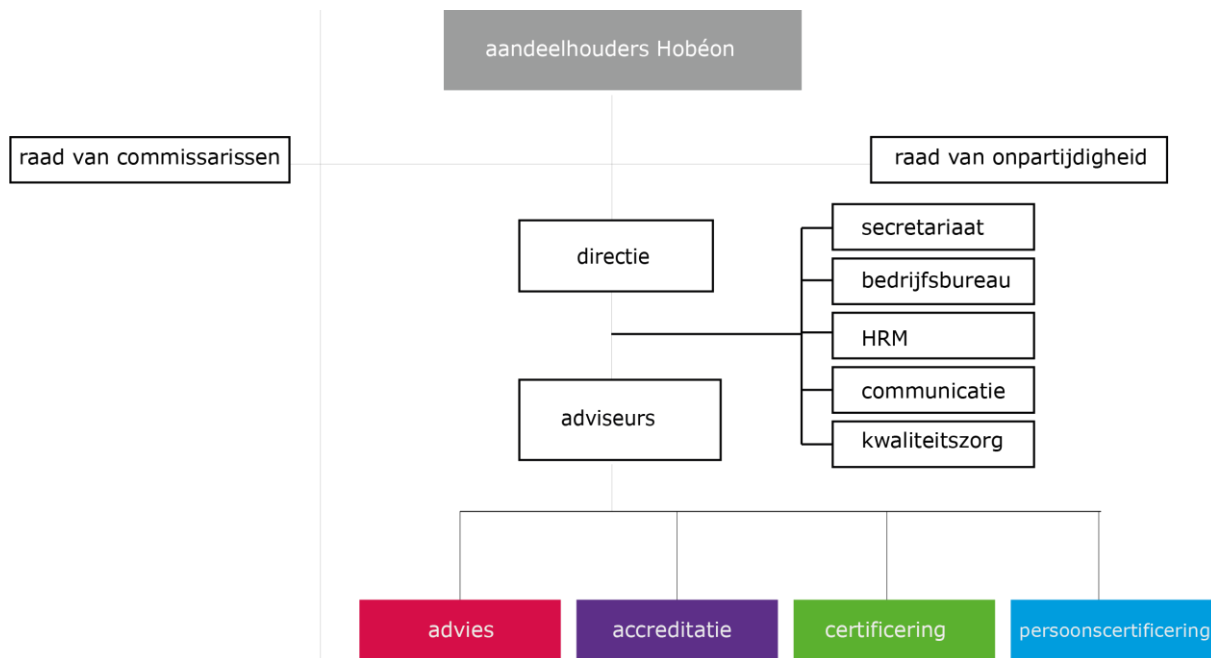 aandeelhouders Hobéon
raad van commissarissen
raad van onpartijdigheid
directie
secretariaat
bedrijfsbureau
HRM
communicatie
kwaliteitszorg
adviseurs
advies
accreditatie
certificering
persoonscertificering